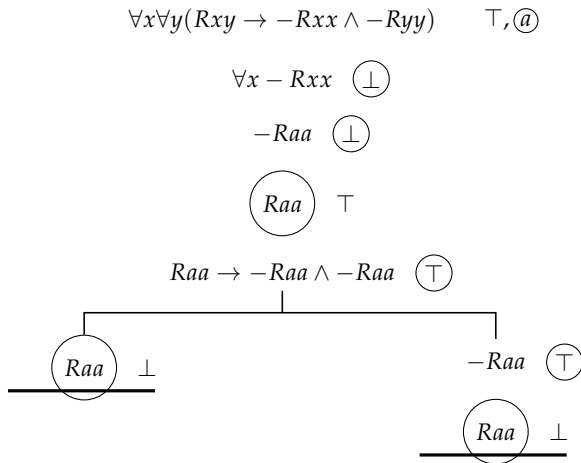 ∀x∀y(Rxy → −Rxx ∧ −Ryy) ⊤, a
∀x − Rxx ⊥
−Raa ⊥
Raa ⊤
Raa → −Raa ∧ −Raa ⊤
Raa ⊥
−Raa ⊤
Raa ⊥